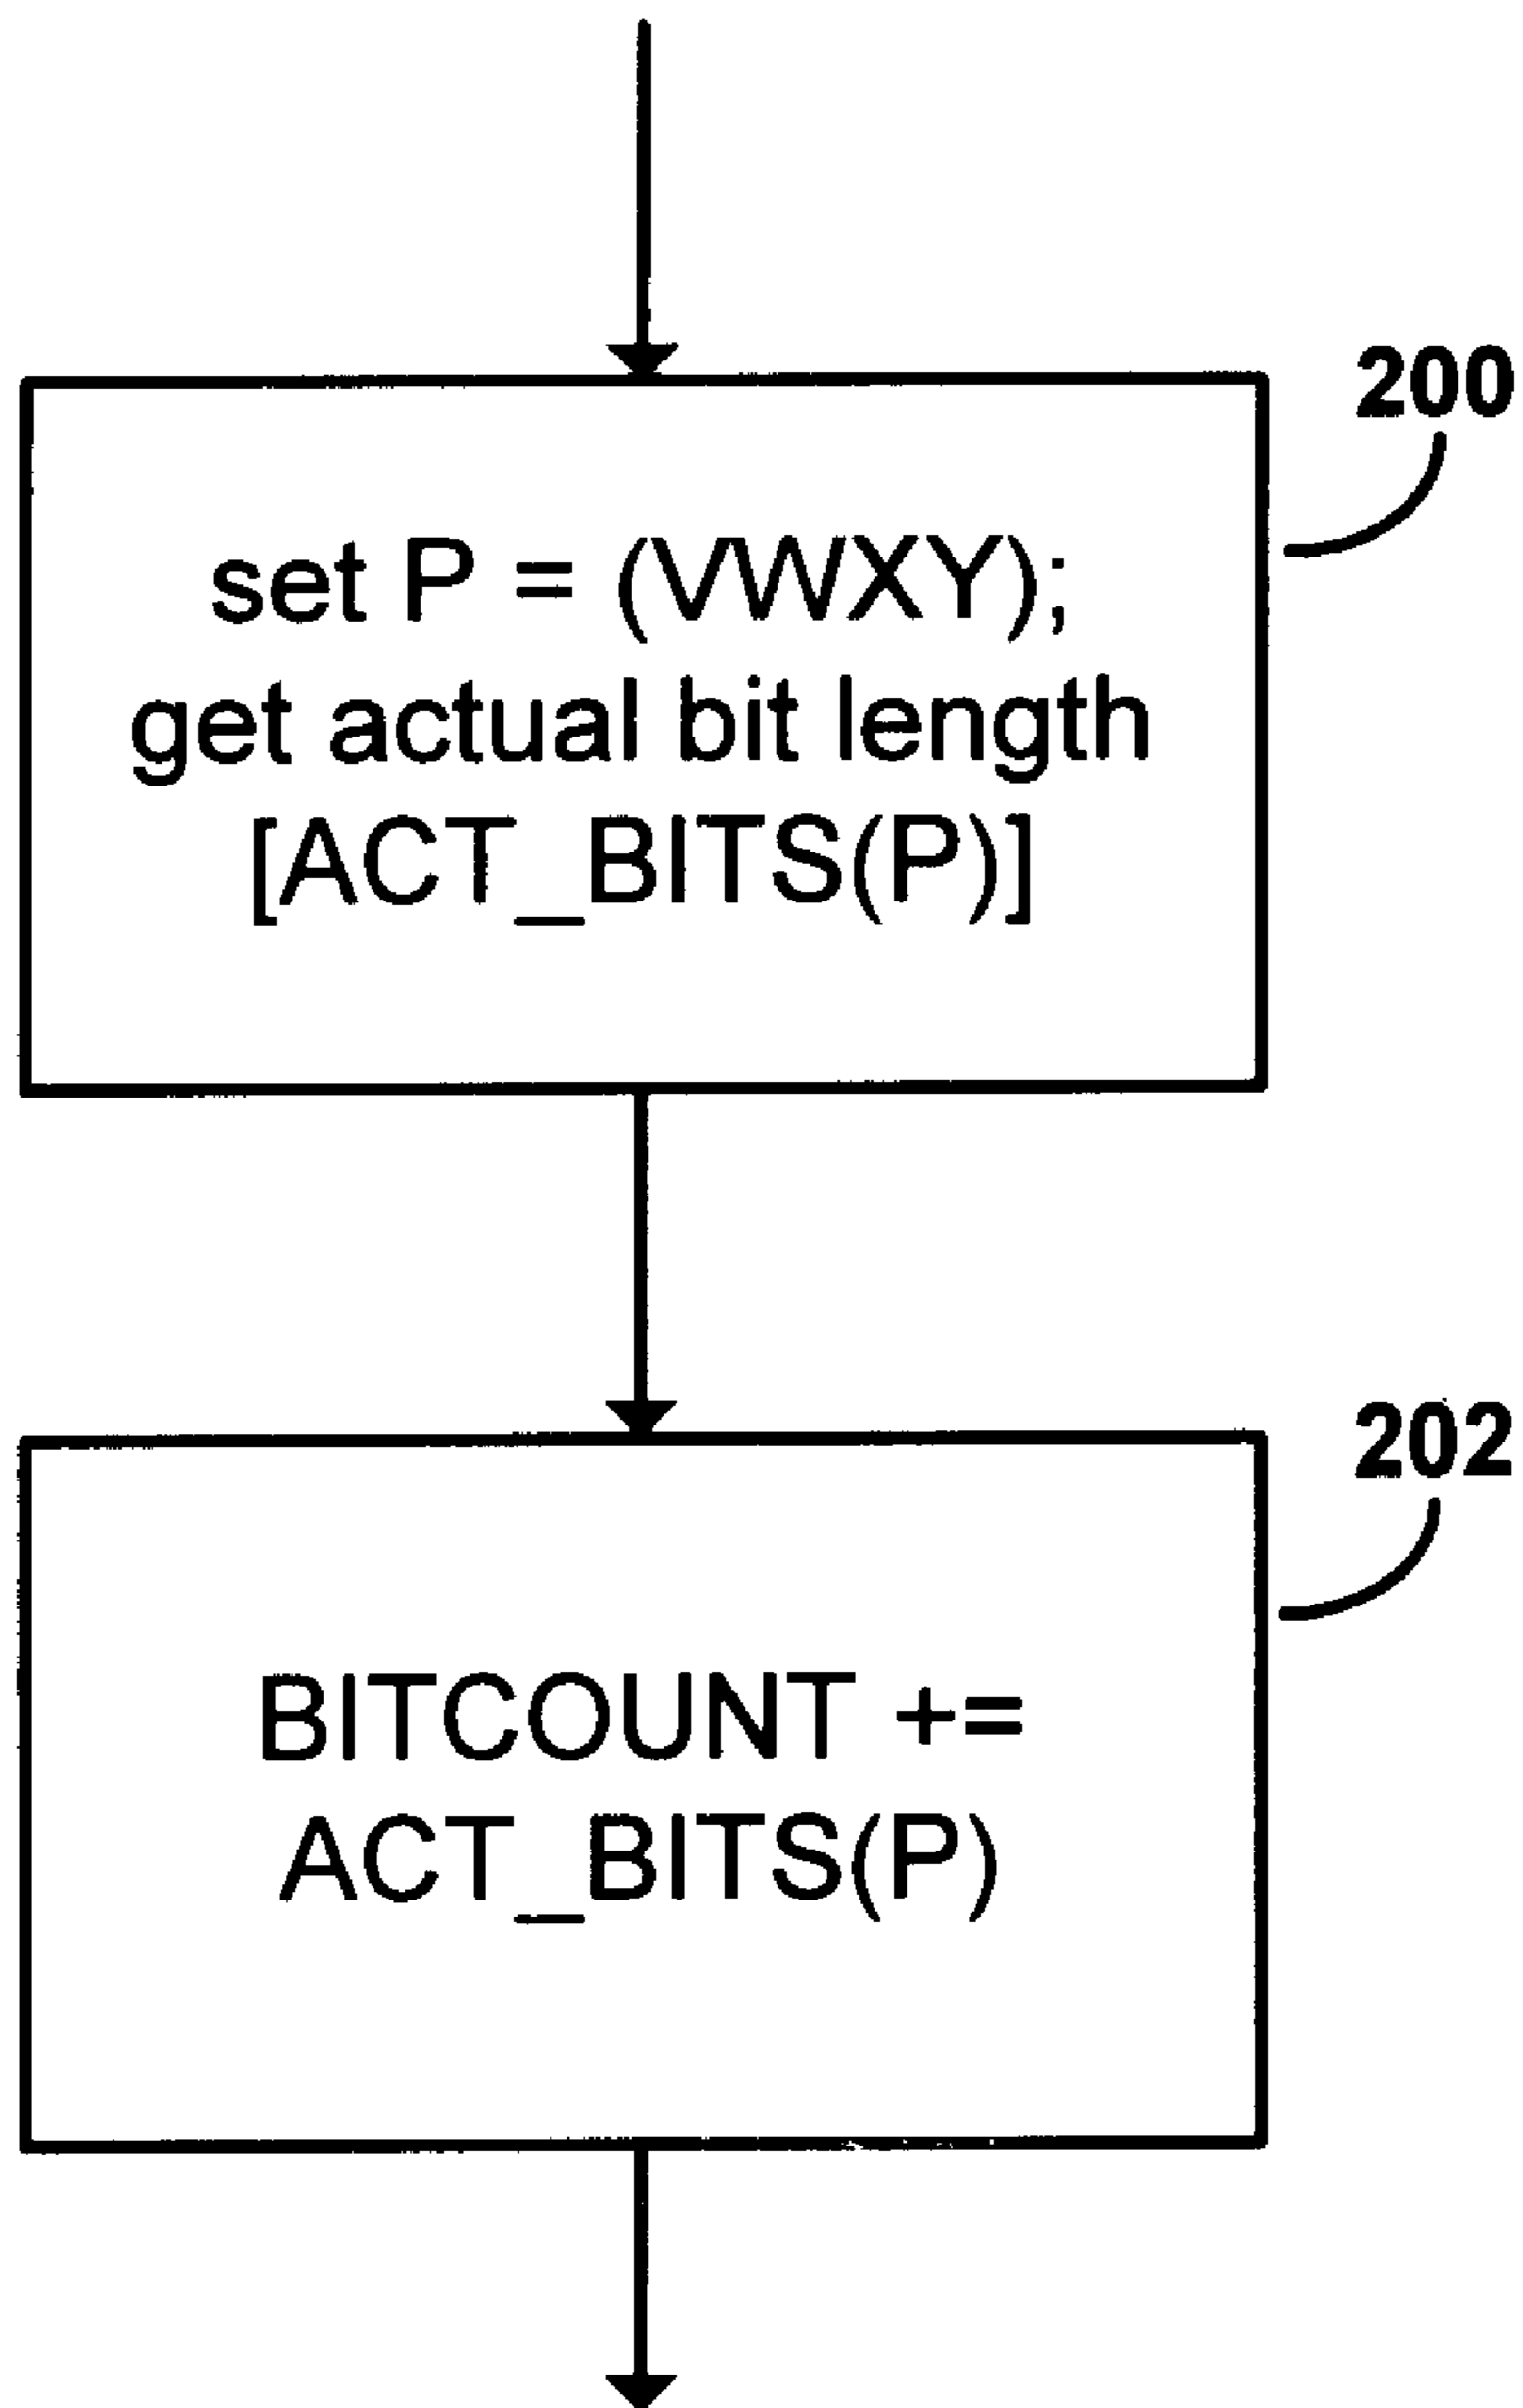 200
set P = (VWXY);
get actual bit length
[ACT_BITS(P)]
202
BITCOUNT +=
ACT_BITS(P)